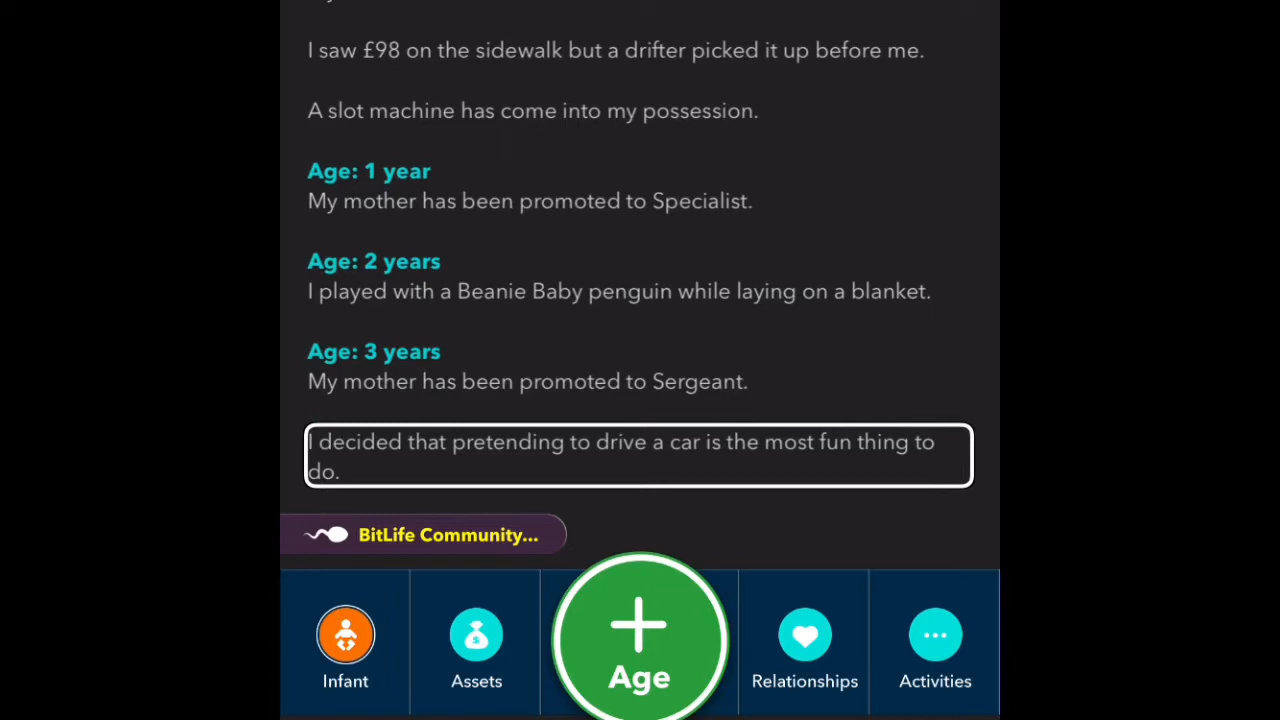 I saw £98 on the sidewalk but a drifter picked it up before me.
A slot machine has come into my possession.
Age: 1 year
My mother has been promoted to Specialist.
Age: 2 years
I played with a Beanie Baby penguin while laying on a blanket.
Age: 3 years
My mother has been promoted to Sergeant.
I decided that pretending to drive a car is the most fun thing to
do.
BitLife Community...
Infant
Assets
Age
Relationships
Activities